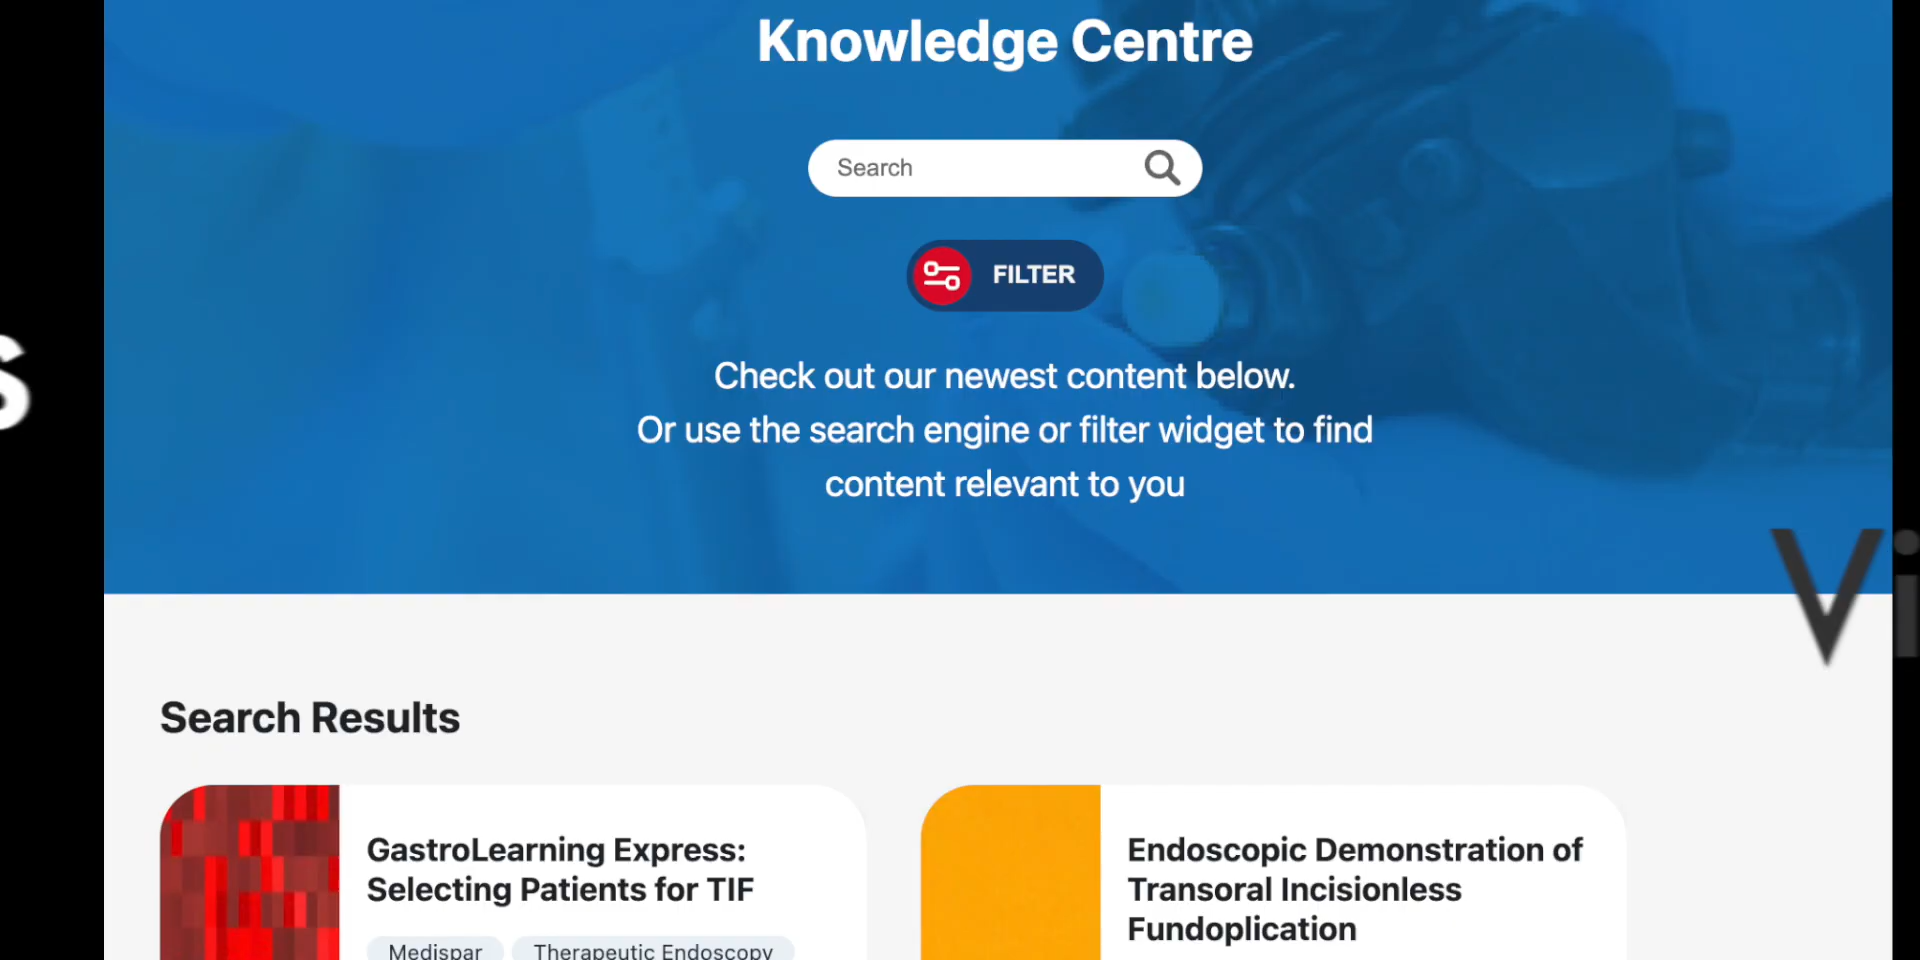 Knowledge Centre
Search
FILTER
Check out our newest content below.
Or use the search engine or filter widget to find
content relevant to you
s
Vi
Search Results
GastroLearning Express:
Selecting Patients for TIF
Medispar
Therapeutic Endoscopy
Endoscopic Demonstration of
Transoral Incisionless
Fundoplication